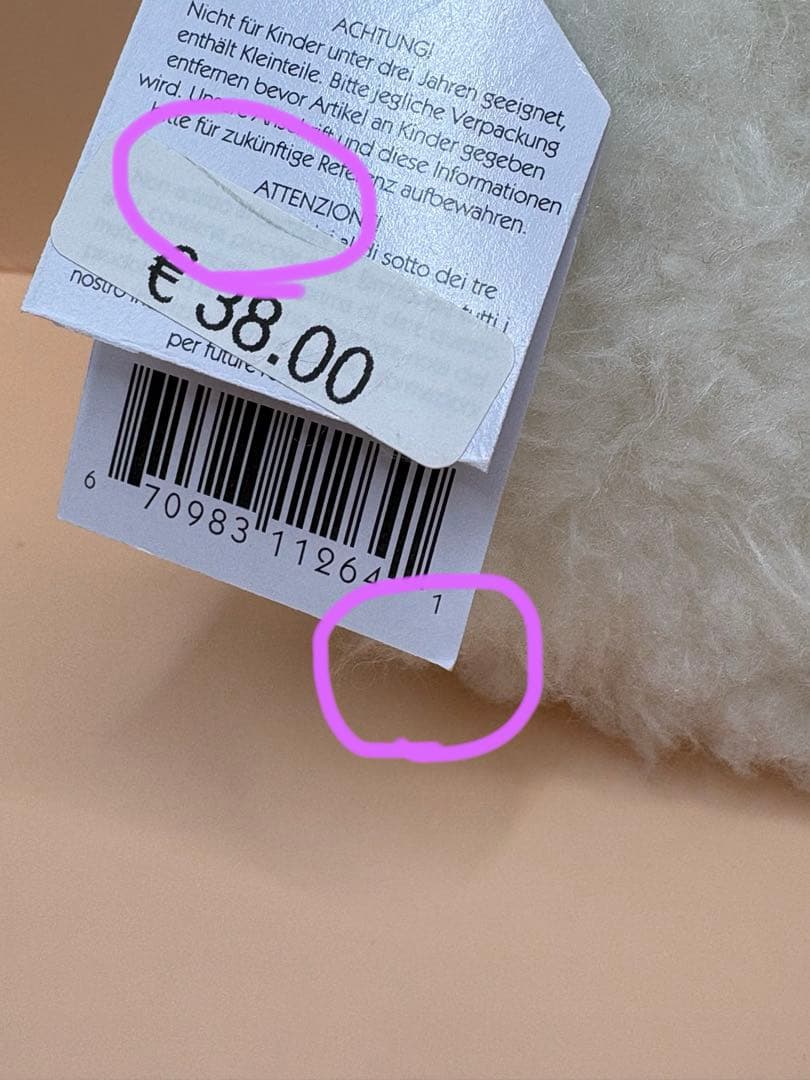 ACHTUNG!
Nicht für Kinder unter drei Jahren geeignet,
enthält Kleinteile. Bitte jegliche Verpackung
entfernen bevor Artikel an Kinder gegeben
wird. und diese Informationen
für zukünftige aufbewahren.
ATTENZIONE!
di sotto dei tre
tutti i
nostro
€ 38.00
per future
6 70983 11264 1